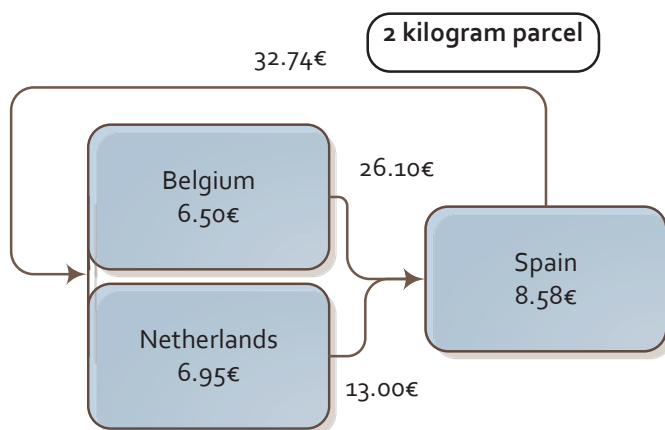 2 kilogram parcel
32.74€
Belgium
6.50€
26.10€
Spain
8.58€
Netherlands
6.95€
13.00€